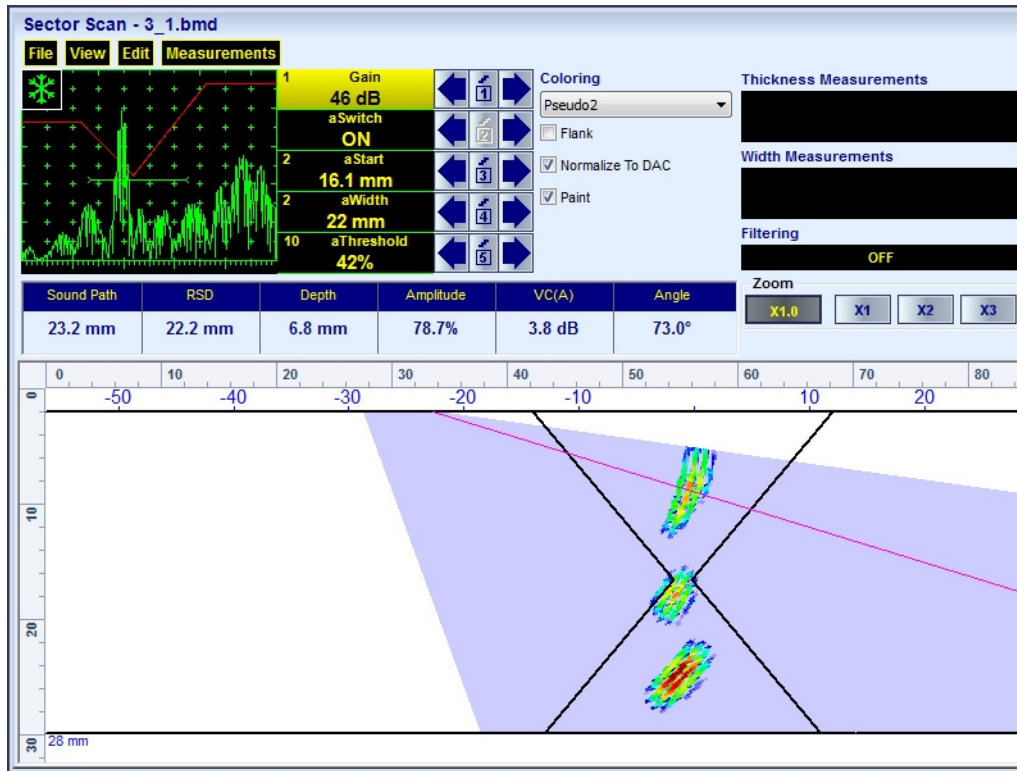 Sector Scan - 3_1.bmd
File View Edit Measurements
1 Gain
46 dB
1
aSwitch
ON
2
2 aStart
16.1 mm
3
2 aWidth
22 mm
4
10 aThreshold
42%
5
Coloring
Pseudo2
Flank
Normalize To DAC
Paint
Thickness Measurements
Width Measurements
Filtering
OFF
Zoom
X1.0 X1 X2 X3
Sound Path RSD Depth Amplitude VC(A) Angle
23.2 mm 22.2 mm 6.8 mm 78.7% 3.8 dB 73.0°
0 10 20 30 40 50 60 70 80
-50 -40 -30 -20 -10 10 20
0
10
20
30
28 mm